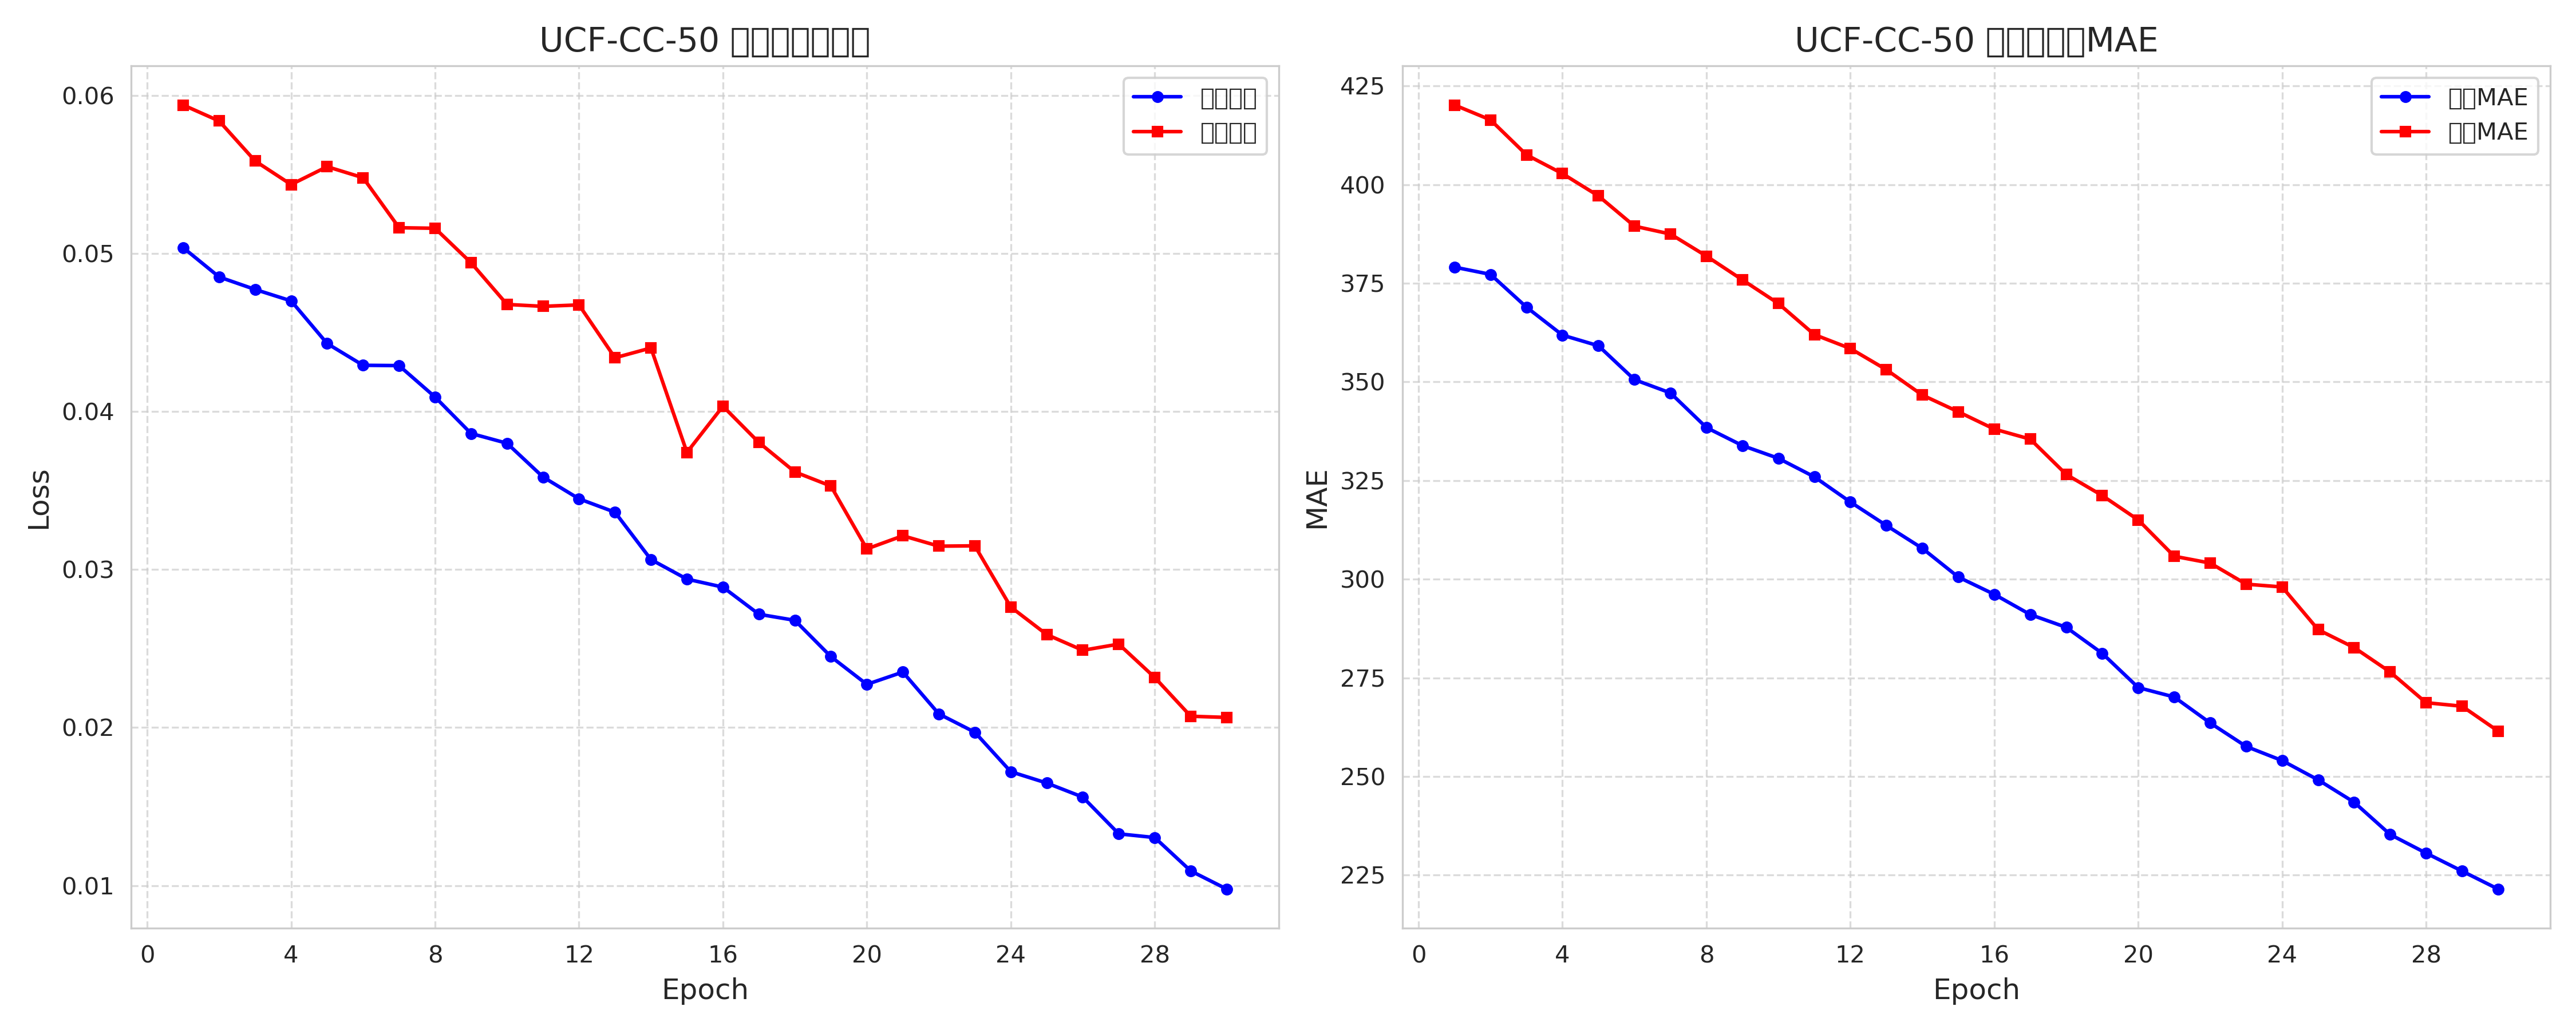 UCF-CC-50 □□□□□□□
□□□□
□□□□
0.06
0.05
0.04
0.03
0.02
0.01
Loss
0 4 8 12 16 20 24 28
Epoch
UCF-CC-50 □□□□□MAE
□□MAE
□□MAE
425
400
375
350
325
300
275
250
225
MAE
0 4 8 12 16 20 24 28
Epoch